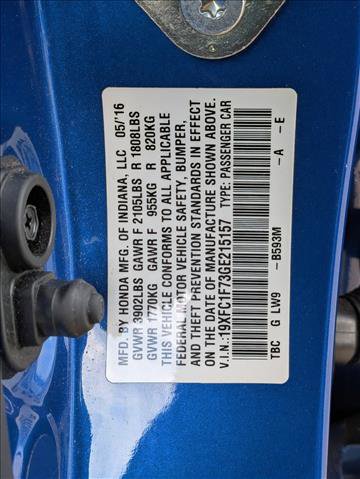 MFD. BY HONDA MFG. OF INDIANA, LLC 05/'16
GVWR 3902LBS GAWR F 2105LBS R 1808LBS
GVWR 1770KG GAWR F 955KG R 820KG
THIS VEHICLE CONFORMS TO ALL APPLICABLE
FEDERAL MOTOR VEHICLE SAFETY, BUMPER,
AND THEFT PREVENTION STANDARDS IN EFFECT
ON THE DATE OF MANUFACTURE SHOWN ABOVE.
V.I.N.:19XFC1F73GE215157 TYPE: PASSENGER CAR
TBC G LW9 -B593M -A -E